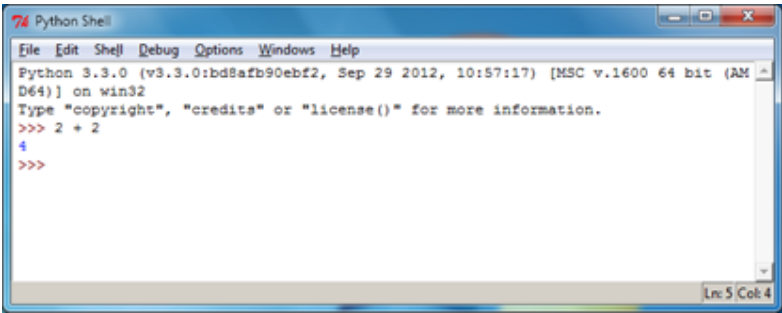 Python Shell
File Edit Shell Debug Options Windows Help
Python 3.3.0 (v3.3.0:bd8afb90ebf2, Sep 29 2012, 10:57:17) [MSC v.1600 64 bit (AM
D64)] on win32
Type "copyright", "credits" or "license()" for more information.
>>> 2 + 2
4
>>>
Ln: 5 Col: 4